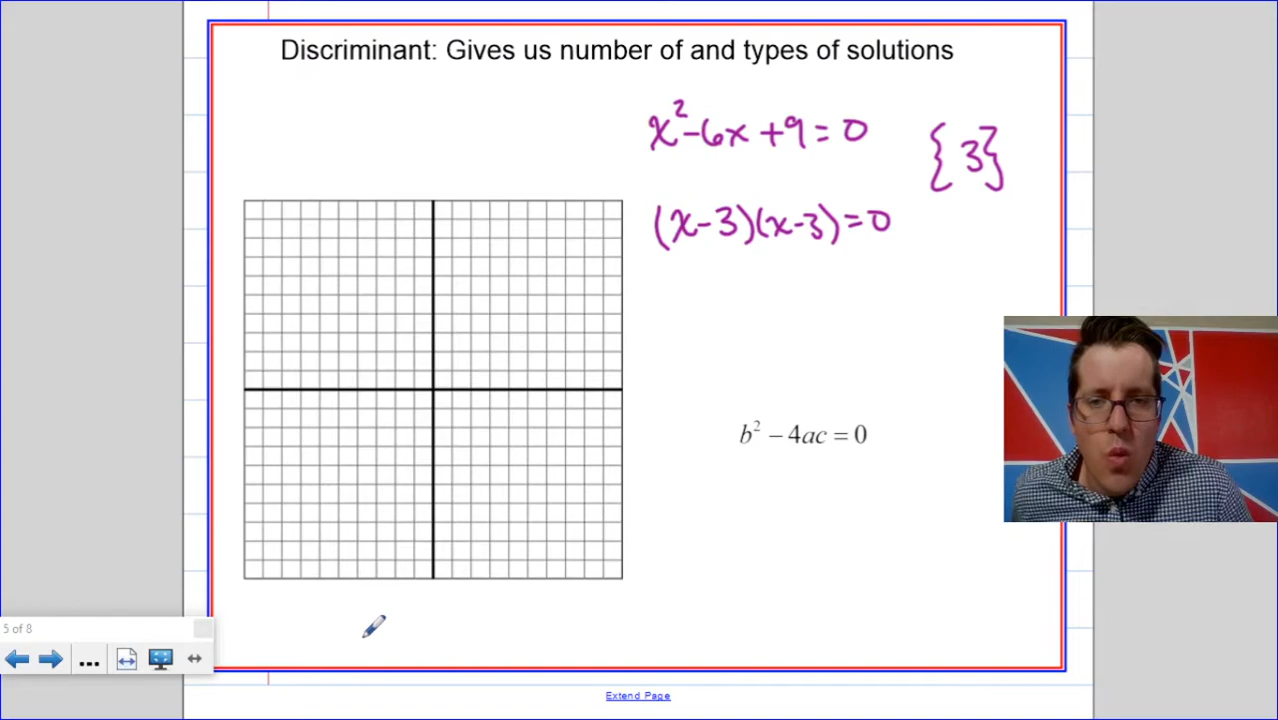 Discriminant: Gives us number of and types of solutions
x² - 6x + 9 = 0
{3}
(x-3)(x-3) = 0
b² − 4ac = 0
5 of 8
...
Extend Page